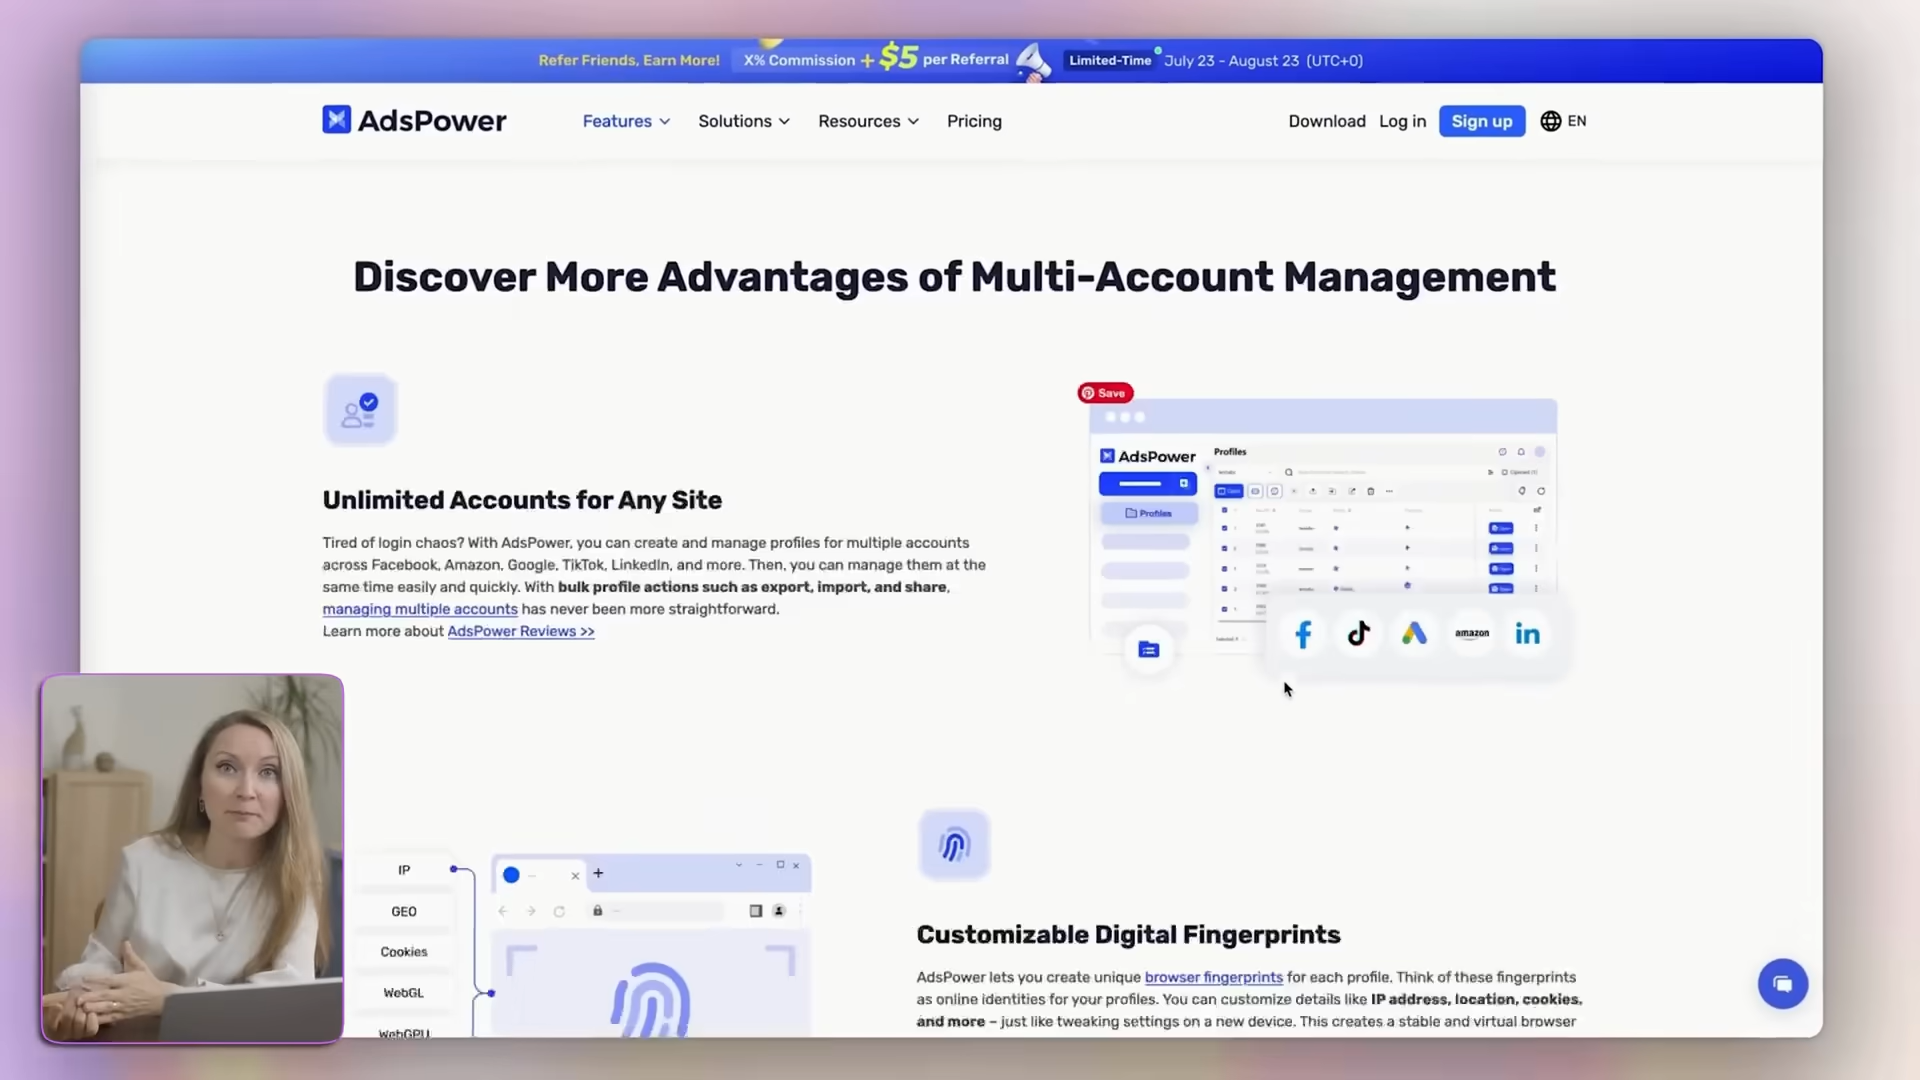 Refer Friends, Earn More! X% Commission + $5 per Referral Limited-Time July 23 - August 23 (UTC+0)
AdsPower Features Solutions Resources Pricing Download Log in Sign up EN
Discover More Advantages of Multi-Account Management
Unlimited Accounts for Any Site
Tired of login chaos? With AdsPower, you can create and manage profiles for multiple accounts
across Facebook, Amazon, Google, TikTok, LinkedIn, and more. Then, you can manage them at the
same time easily and quickly. With bulk profile actions such as export, import, and share,
managing multiple accounts has never been more straightforward.
Learn more about AdsPower Reviews >>
Save
AdsPower
Profiles
Profiles
amazon
in
IP
GEO
Cookies
WebGL
WebGPU
Customizable Digital Fingerprints
AdsPower lets you create unique browser fingerprints for each profile. Think of these fingerprints
as online identities for your profiles. You can customize details like IP address, location, cookies,
and more – just like tweaking settings on a new device. This creates a stable and virtual browser